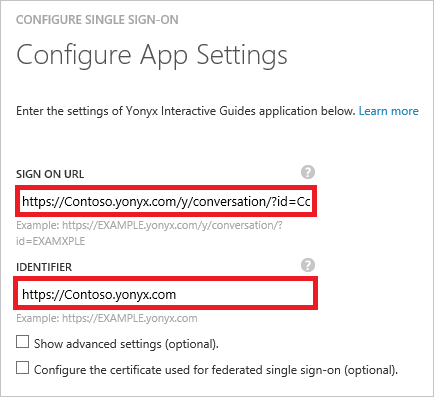 CONFIGURE SINGLE SIGN-ON
Configure App Settings
Enter the settings of Yonyx Interactive Guides application below. Learn more
SIGN ON URL ?
https://Contoso.yonyx.com/y/conversation/?id=Cc
Example: https://EXAMPLE.yonyx.com/y/conversation/?
id=EXAMXPLE
IDENTIFIER ?
https://Contoso.yonyx.com
Example: https://EXAMPLE.yonyx.com
Show advanced settings (optional).
Configure the certificate used for federated single sign-on (optional).